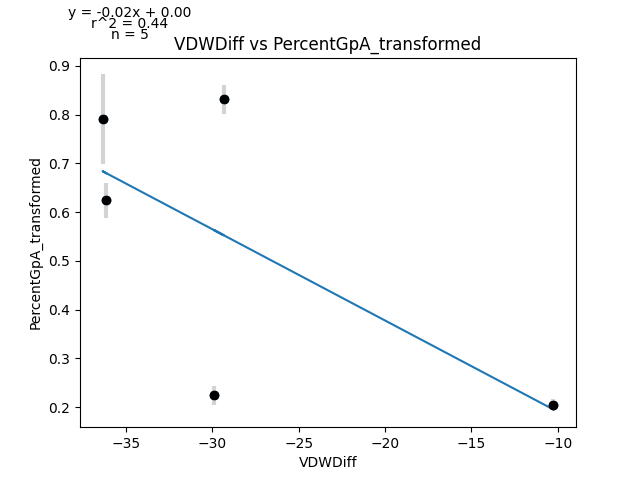 y = -0.02x + 0.00
r^2 = 0.44
n = 5
VDWDiff vs PercentGpA_transformed
0.9
0.8
0.7
0.6
0.5
0.4
0.3
0.2
PercentGpA_transformed
−35
−30
−25
−20
−15
−10
VDWDiff